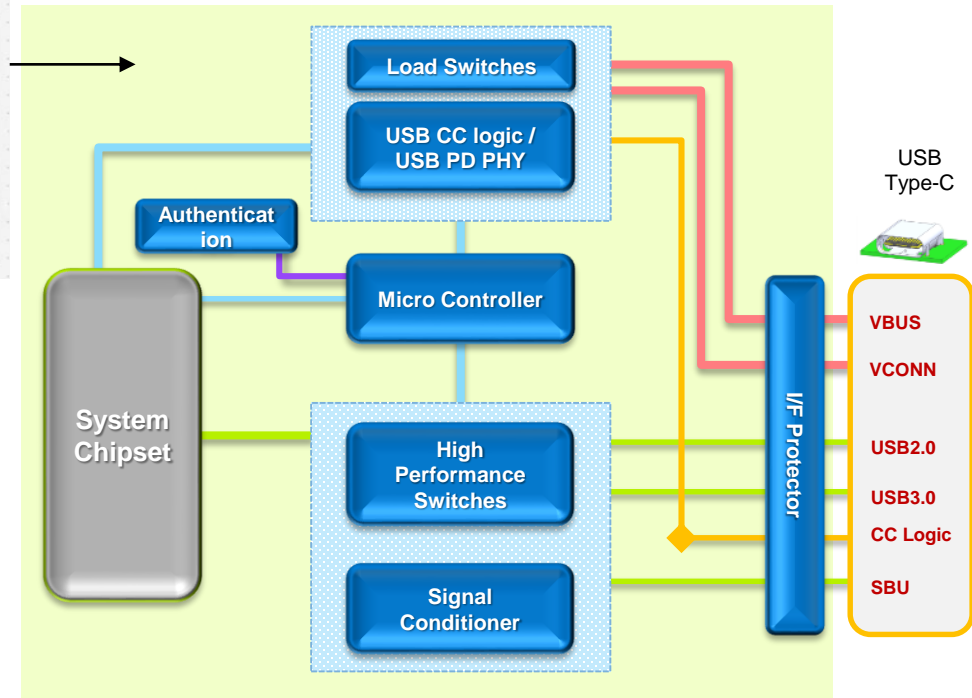 Load Switches
USB CC logic /
USB PD PHY
USB
Type-C
Authenticat
ion
Micro Controller
System
Chipset
High
Performance
Switches
Signal
Conditioner
I/F Protector
VBUS
VCONN
USB2.0
USB3.0
CC Logic
SBU